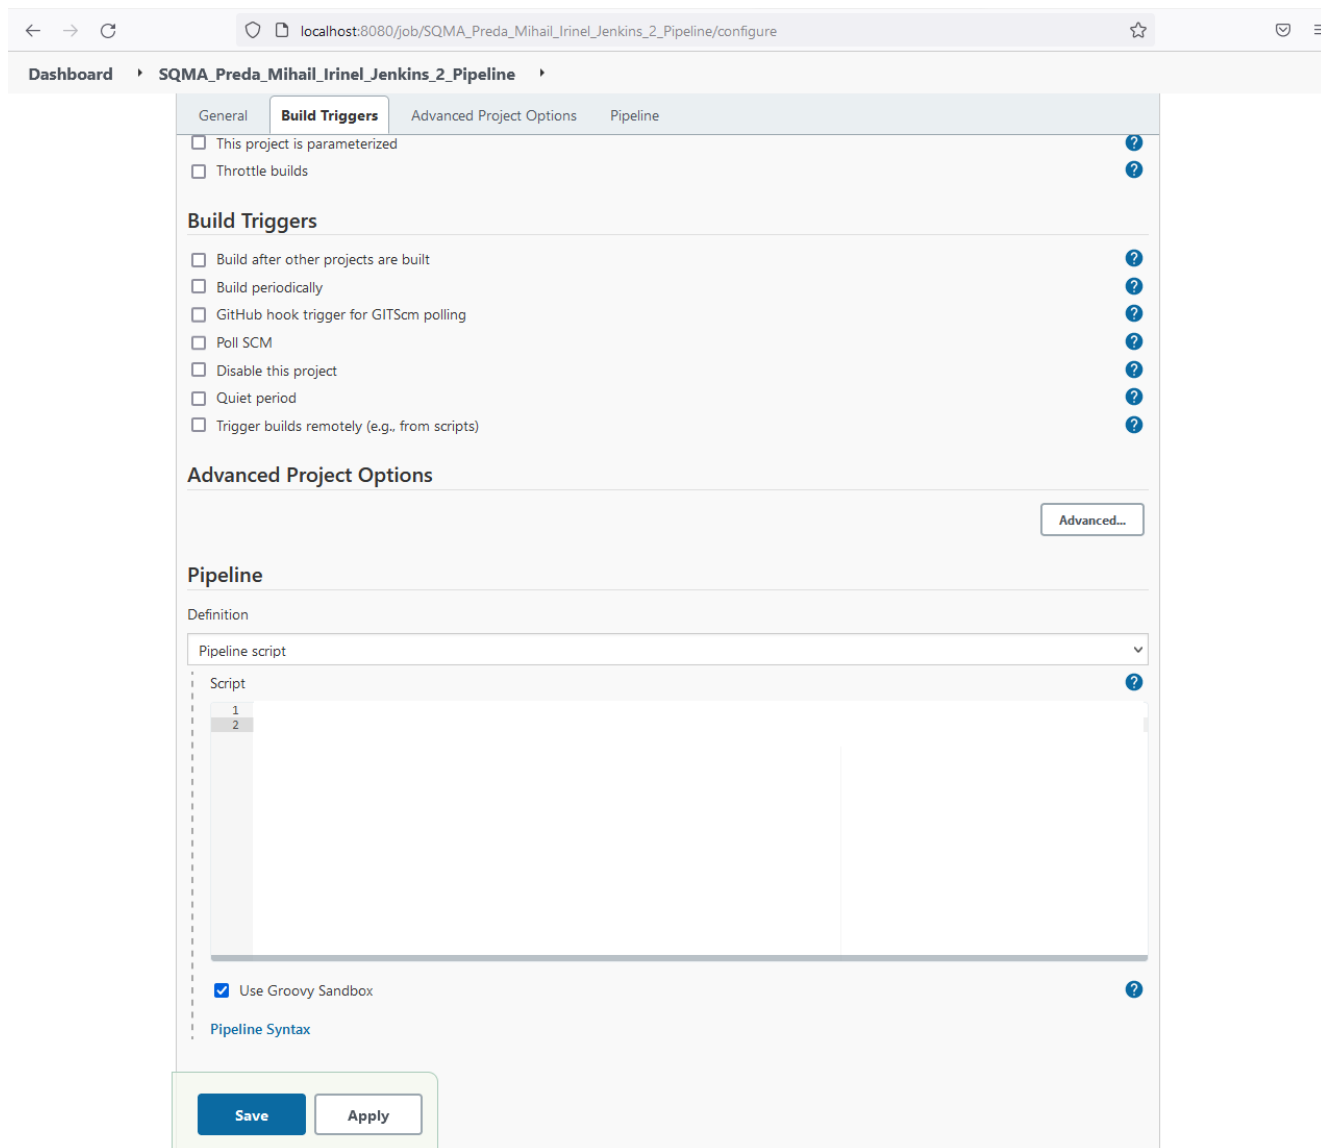 localhost:8080/job/SQMA_Preda_Mihail_Irinel_Jenkins_2_Pipeline/configure
Dashboard SQMA_Preda_Mihail_Irinel_Jenkins_2_Pipeline
General Build Triggers Advanced Project Options Pipeline
This project is parameterized ?
Throttle builds ?
Build Triggers
Build after other projects are built ?
Build periodically ?
GitHub hook trigger for GITScm polling ?
Poll SCM ?
Disable this project ?
Quiet period ?
Trigger builds remotely (e.g., from scripts) ?
Advanced Project Options
Advanced...
Pipeline
Definition
Pipeline script
Script ?
1
2
Use Groovy Sandbox ?
Pipeline Syntax
Save Apply